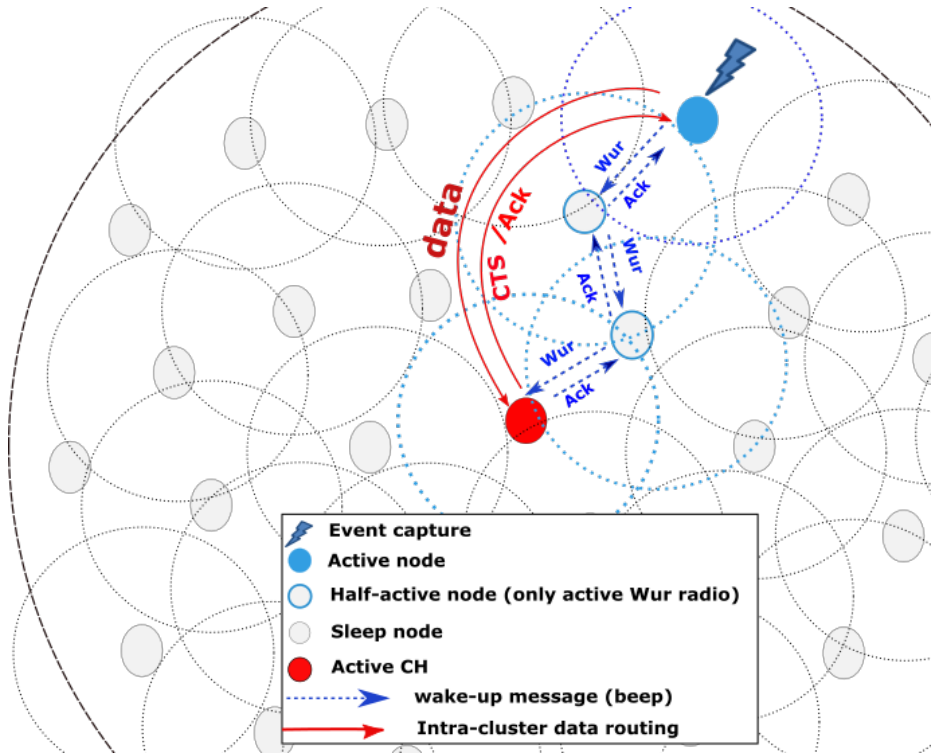 Wur
Ack
data
CTS /Ack
Wur
Ack
Wur
Ack
Event capture
Active node
Half-active node (only active Wur radio)
Sleep node
Active CH
wake-up message (beep)
Intra-cluster data routing